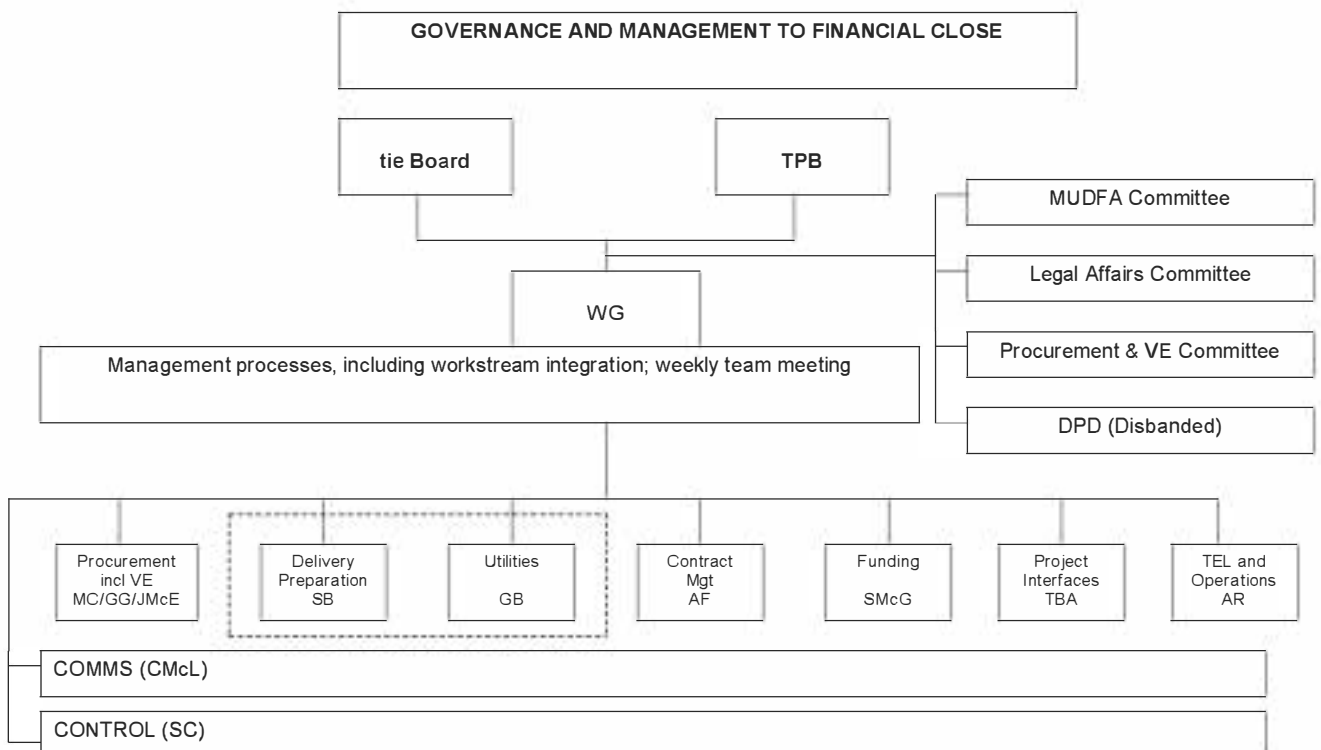 GOVERNANCE AND MANAGEMENT TO FINANCIAL CLOSE
tie Board
TPB
MUDFA Committee
Legal Affairs Committee
WG
Procurement & VE Committee
Management processes, including workstream integration; weekly team meeting
DPD (Disbanded)
Procurement
incl VE
MC/GG/JMcE
Delivery
Preparation
SB
Utilities
GB
Contract
Mgt
AF
Funding
SMcG
Project
Interfaces
TBA
TEL and
Operations
AR
COMMS (CMcL)
CONTROL (SC)